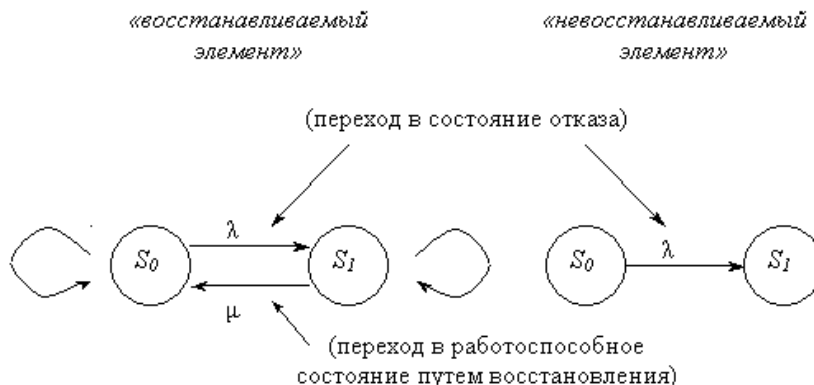 «восстанавливаемый
элемент»
«невосстанавливаемый
элемент»
(переход в состояние отказа)
λ
S0
S1
μ
λ
S0
S1
(переход в работоспособное
состояние путем восстановления)